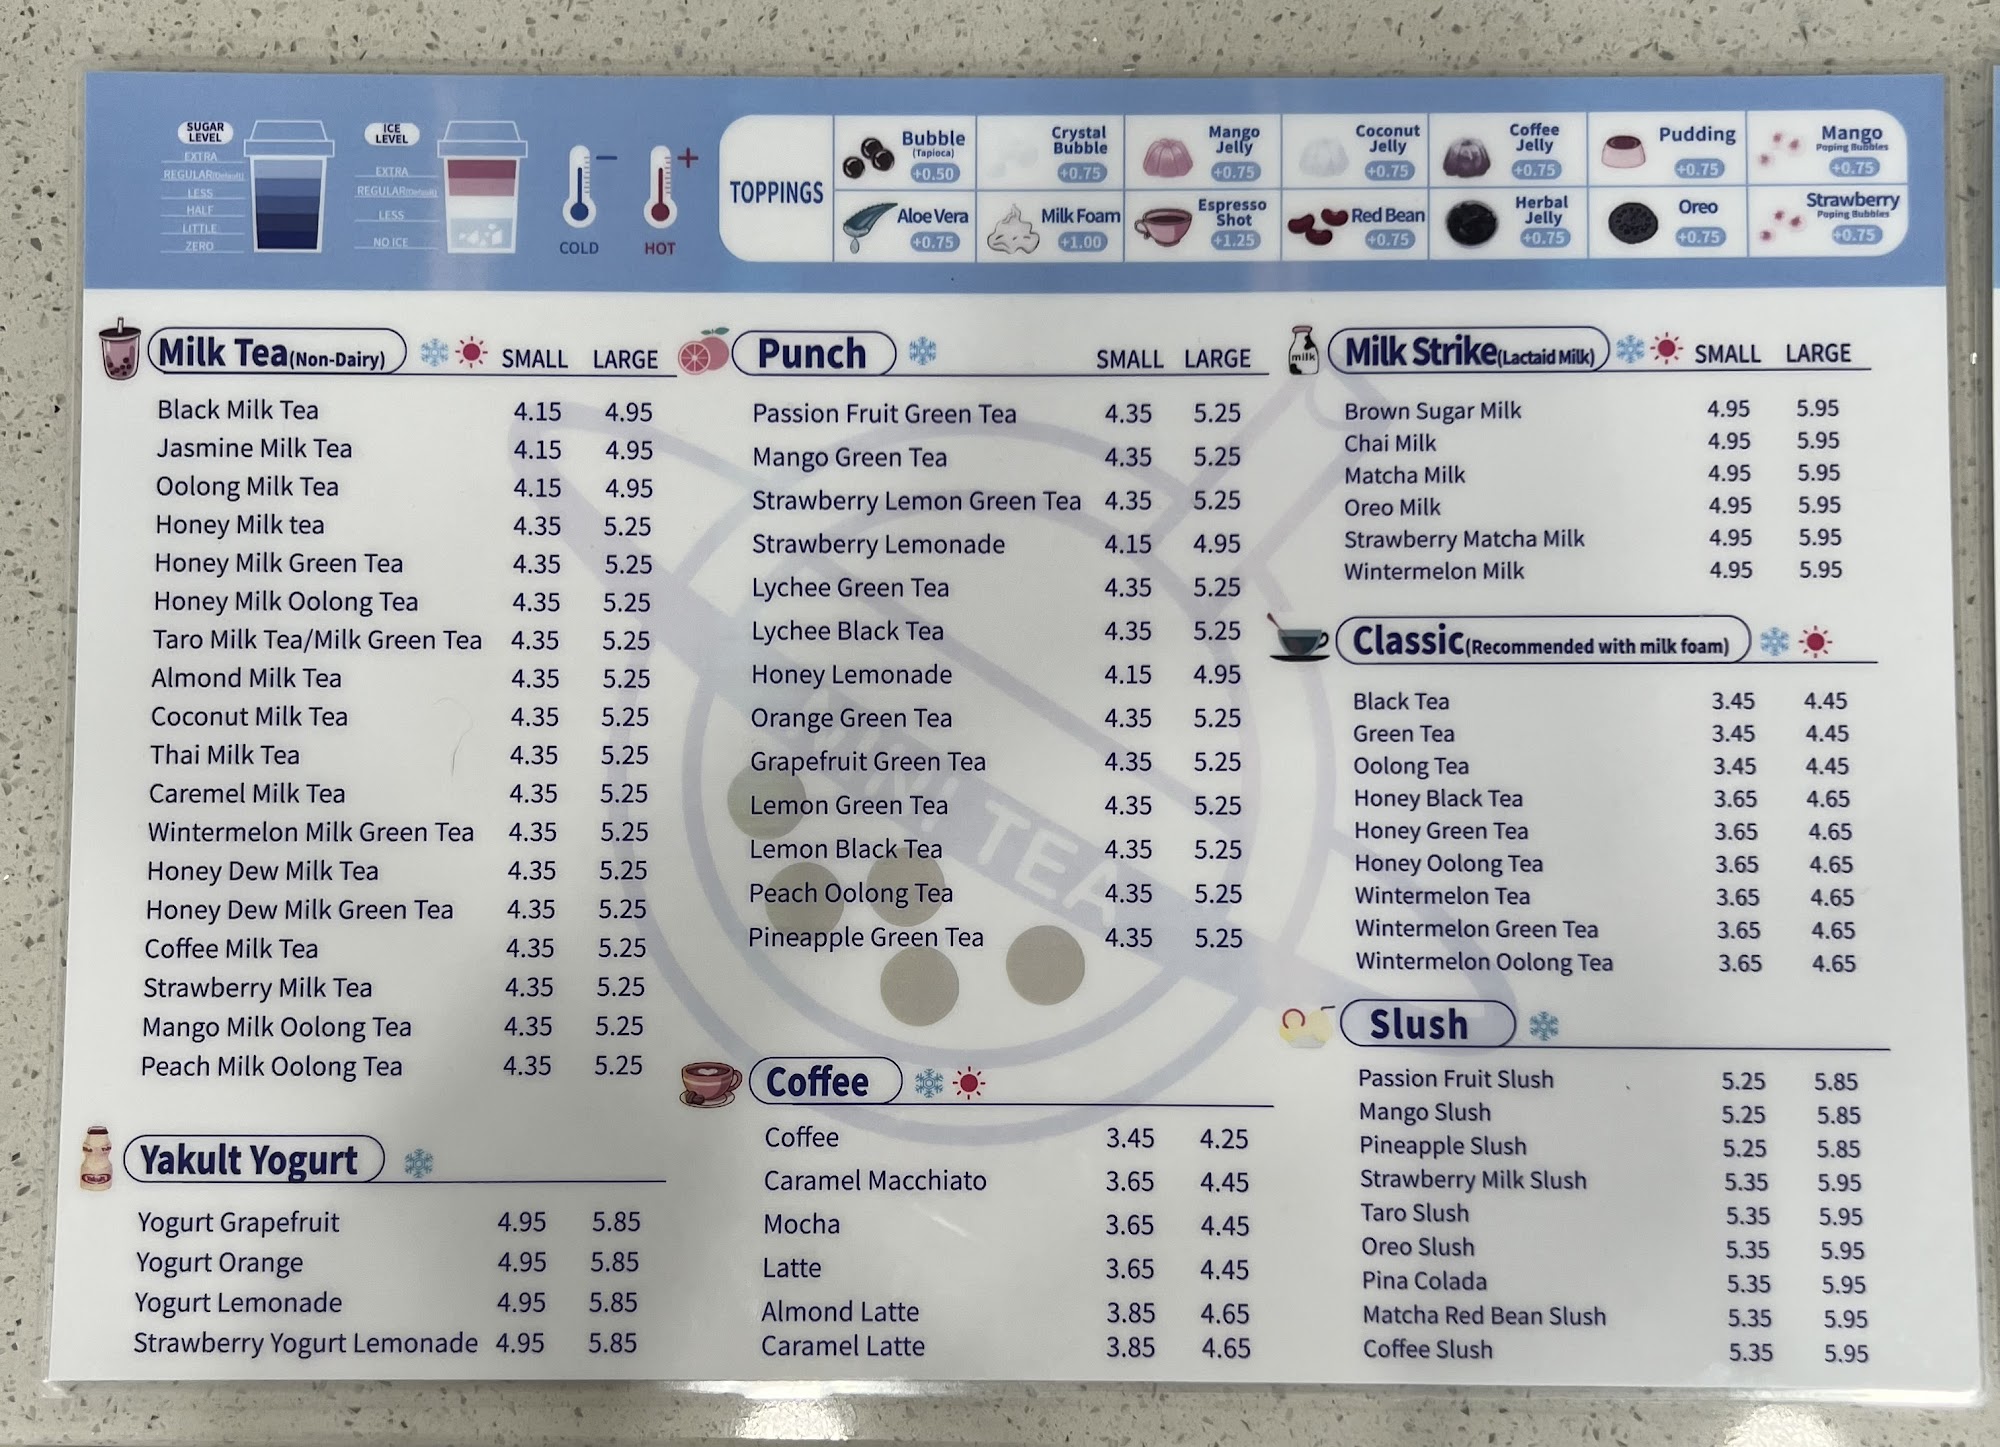 SUGAR
LEVEL
EXTRA
REGULAR(Default)
LESS
HALF
LITTLE
ZERO
ICE
LEVEL
EXTRA
REGULAR(Default)
LESS
NO ICE
COLD
HOT
TOPPINGS
Bubble
(Tapioca)
+0.50
Crystal
Bubble
+0.75
Mango
Jelly
+0.75
Coconut
Jelly
+0.75
Coffee
Jelly
+0.75
Pudding
+0.75
Mango
Poping Bubbles
+0.75
Aloe Vera
+0.75
Milk Foam
+1.00
Espresso
Shot
+1.25
Red Bean
+0.75
Herbal
Jelly
+0.75
Oreo
+0.75
Strawberry
Poping Bubbles
+0.75
Milk Tea(Non-Dairy) SMALL LARGE
Black Milk Tea 4.15 4.95
Jasmine Milk Tea 4.15 4.95
Oolong Milk Tea 4.15 4.95
Honey Milk tea 4.35 5.25
Honey Milk Green Tea 4.35 5.25
Honey Milk Oolong Tea 4.35 5.25
Taro Milk Tea/Milk Green Tea 4.35 5.25
Almond Milk Tea 4.35 5.25
Coconut Milk Tea 4.35 5.25
Thai Milk Tea 4.35 5.25
Caremel Milk Tea 4.35 5.25
Wintermelon Milk Green Tea 4.35 5.25
Honey Dew Milk Tea 4.35 5.25
Honey Dew Milk Green Tea 4.35 5.25
Coffee Milk Tea 4.35 5.25
Strawberry Milk Tea 4.35 5.25
Mango Milk Oolong Tea 4.35 5.25
Peach Milk Oolong Tea 4.35 5.25
Yakult
Yakult Yogurt
Yogurt Grapefruit 4.95 5.85
Yogurt Orange 4.95 5.85
Yogurt Lemonade 4.95 5.85
Strawberry Yogurt Lemonade 4.95 5.85
Punch SMALL LARGE
Passion Fruit Green Tea 4.35 5.25
Mango Green Tea 4.35 5.25
Strawberry Lemon Green Tea 4.35 5.25
Strawberry Lemonade 4.15 4.95
Lychee Green Tea 4.35 5.25
Lychee Black Tea 4.35 5.25
Honey Lemonade 4.15 4.95
Orange Green Tea 4.35 5.25
Grapefruit Green Tea 4.35 5.25
Lemon Green Tea 4.35 5.25
Lemon Black Tea 4.35 5.25
Peach Oolong Tea 4.35 5.25
Pineapple Green Tea 4.35 5.25
TEA
Coffee
Coffee 3.45 4.25
Caramel Macchiato 3.65 4.45
Mocha 3.65 4.45
Latte 3.65 4.45
Almond Latte 3.85 4.65
Caramel Latte 3.85 4.65
milk
Milk Strike(Lactaid Milk) SMALL LARGE
Brown Sugar Milk 4.95 5.95
Chai Milk 4.95 5.95
Matcha Milk 4.95 5.95
Oreo Milk 4.95 5.95
Strawberry Matcha Milk 4.95 5.95
Wintermelon Milk 4.95 5.95
Classic(Recommended with milk foam)
Black Tea 3.45 4.45
Green Tea 3.45 4.45
Oolong Tea 3.45 4.45
Honey Black Tea 3.65 4.65
Honey Green Tea 3.65 4.65
Honey Oolong Tea 3.65 4.65
Wintermelon Tea 3.65 4.65
Wintermelon Green Tea 3.65 4.65
Wintermelon Oolong Tea 3.65 4.65
Slush
Passion Fruit Slush 5.25 5.85
Mango Slush 5.25 5.85
Pineapple Slush 5.25 5.85
Strawberry Milk Slush 5.35 5.95
Taro Slush 5.35 5.95
Oreo Slush 5.35 5.95
Pina Colada 5.35 5.95
Matcha Red Bean Slush 5.35 5.95
Coffee Slush 5.35 5.95